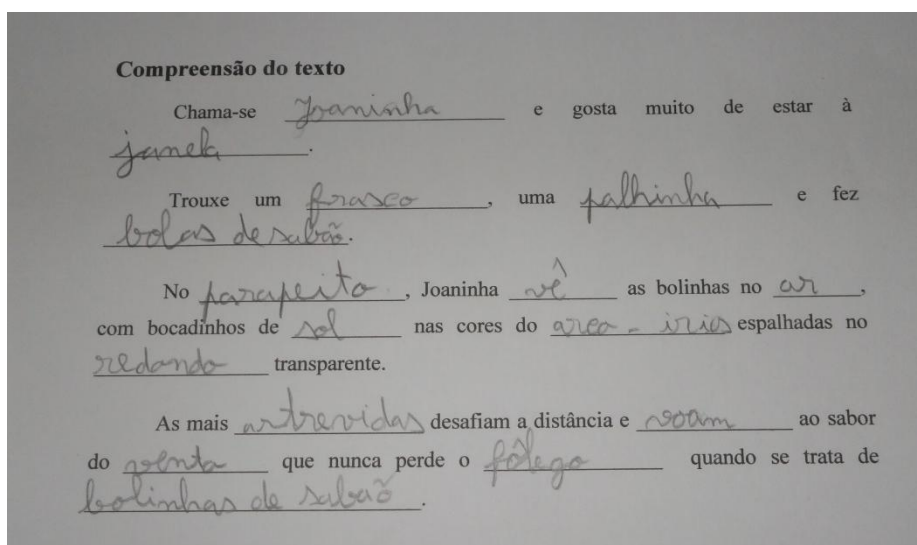 Compreensão do texto
Chama-se Joaninha e gosta muito de estar à
janela.
Trouxe um frasco, uma palhinha e fez
bolas de sabão.
No parapeito, Joaninha vê as bolinhas no ar,
com bocadinhos de sol nas cores do arco-iris espalhadas no
redondo transparente.
As mais artrevidas desafiam a distância e voam ao sabor
do vento que nunca perde o fôlego quando se trata de
bolinhas de sabão.